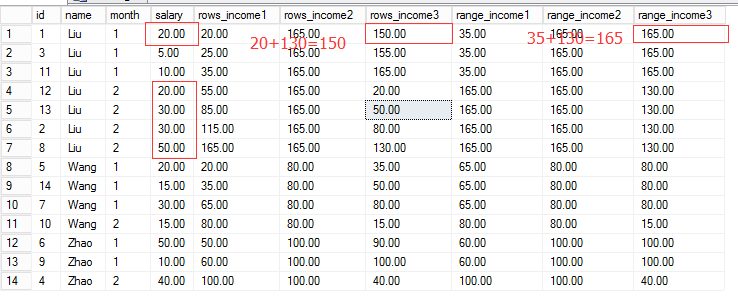 id name month salary rows_income1 rows_income2 rows_income3 range_income1 range_income2 range_income3
1 1 Liu 1 20.00 20.00 165.00 150.00 35.00 165.00 165.00
20+130=150 35+130=165
2 3 Liu 1 5.00 25.00 165.00 155.00 35.00 165.00 165.00
3 11 Liu 1 10.00 35.00 165.00 165.00 35.00 165.00 165.00
4 12 Liu 2 20.00 55.00 165.00 20.00 165.00 165.00 130.00
5 13 Liu 2 30.00 85.00 165.00 50.00 165.00 165.00 130.00
6 2 Liu 2 30.00 115.00 165.00 80.00 165.00 165.00 130.00
7 8 Liu 2 50.00 165.00 165.00 130.00 165.00 165.00 130.00
8 5 Wang 1 20.00 20.00 80.00 35.00 65.00 80.00 80.00
9 14 Wang 1 15.00 35.00 80.00 50.00 65.00 80.00 80.00
10 7 Wang 1 30.00 65.00 80.00 80.00 65.00 80.00 80.00
11 10 Wang 2 15.00 80.00 80.00 15.00 80.00 80.00 15.00
12 6 Zhao 1 50.00 50.00 100.00 90.00 60.00 100.00 100.00
13 9 Zhao 1 10.00 60.00 100.00 100.00 60.00 100.00 100.00
14 4 Zhao 2 40.00 100.00 100.00 40.00 100.00 100.00 40.00